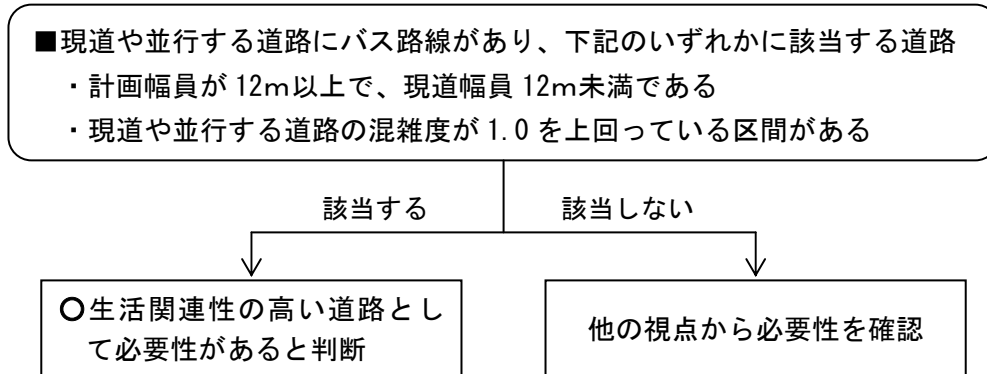 ■現道や並行する道路にバス路線があり、下記のいずれかに該当する道路
・計画幅員が 12ｍ以上で、現道幅員 12ｍ未満である
・現道や並行する道路の混雑度が 1.0 を上回っている区間がある
該当する
該当しない
○生活関連性の高い道路とし
て必要性があると判断
他の視点から必要性を確認